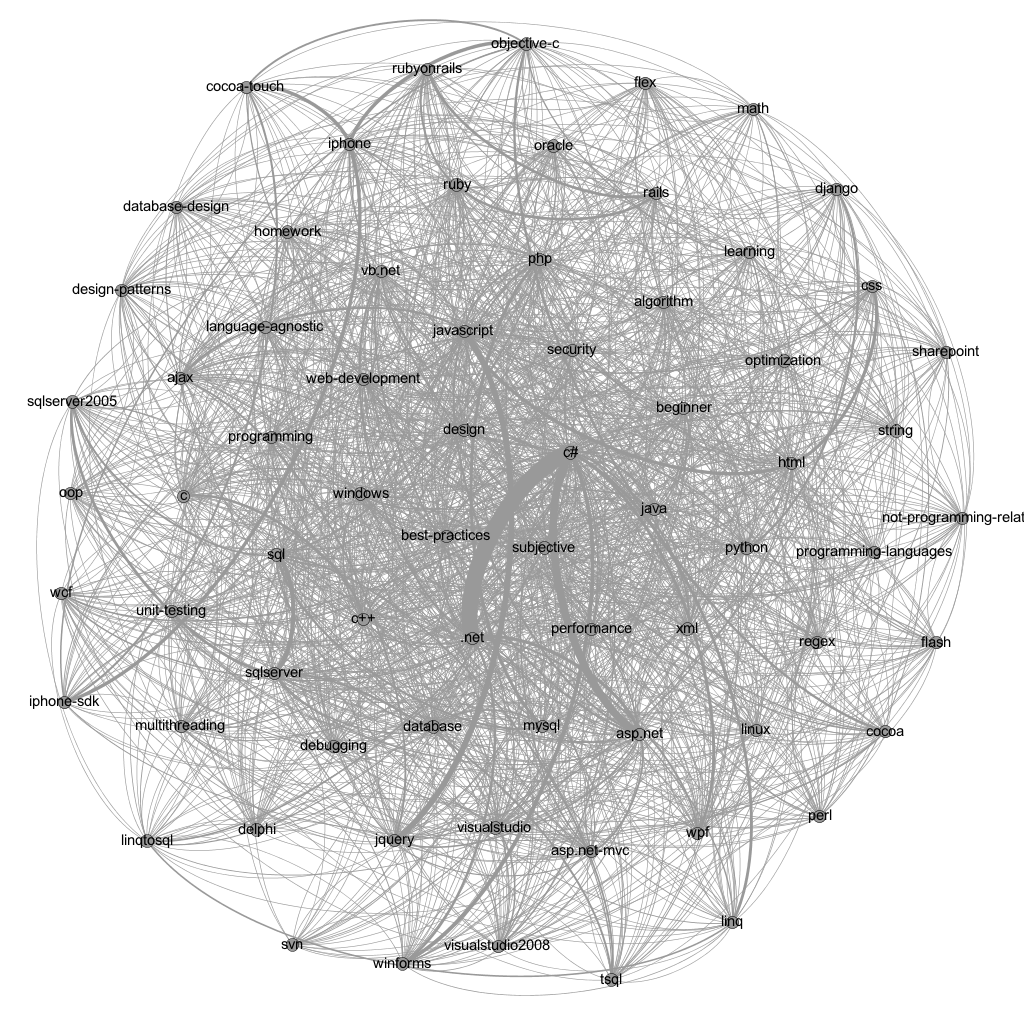 objective-c
rubyonrails
cocoa-touch
flex
math
iphone
oracle
ruby
rails
django
database-design
homework
learning
php
vb.net
css
design-patterns
algorithm
language-agnostic
javascript
security
sharepoint
optimization
ajax
web-development
sqlserver2005
beginner
design
string
programming
c#
html
oop
windows
c
java
not-programming-relat
best-practices
subjective
python
programming-languages
sql
wcf
unit-testing
c++
performance
xml
.net
regex
flash
sqlserver
iphone-sdk
multithreading
database
mysql
asp.net
linux
cocoa
debugging
perl
delphi
visualstudio
wpf
linqtosql
jquery
asp.net-mvc
linq
svn
visualstudio2008
winforms
tsql